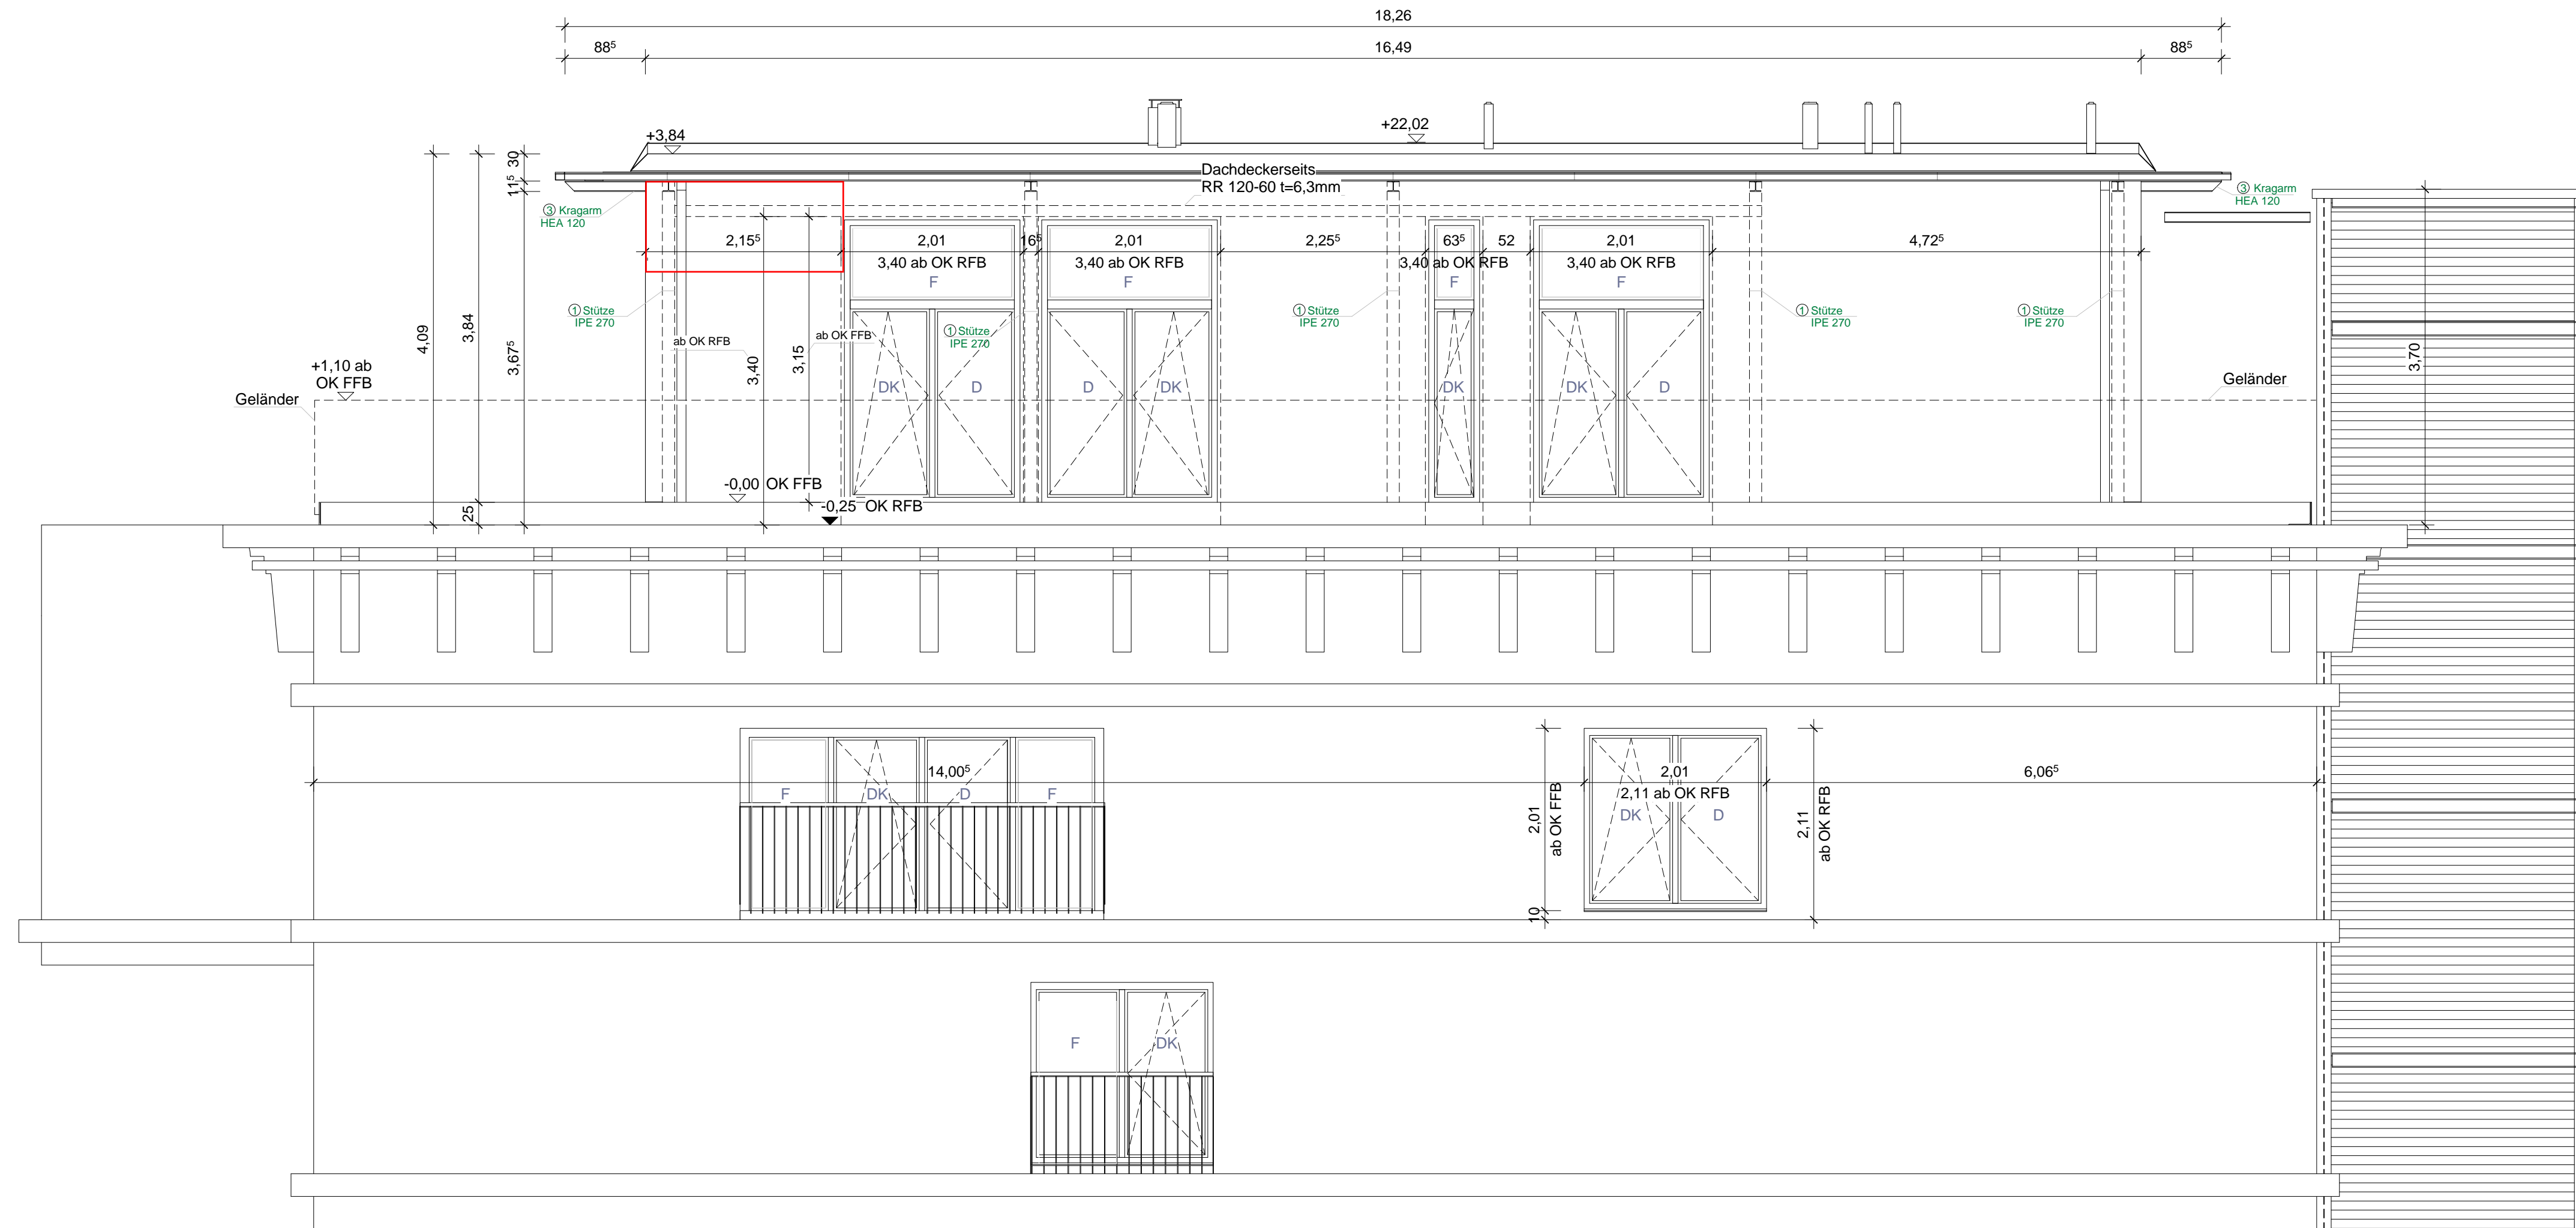 18,26
88⁵
16,49
88⁵
+3,84
+22,02
30
11⁵
Dachdeckerseits
RR 120-60 t=6,3mm
③ Kragarm
HEA 120
③ Kragarm
HEA 120
2,15⁵
2,01
16⁵
2,01
2,25⁵
63⁵
52
2,01
4,72⁵
3,40 ab OK RFB
3,40 ab OK RFB
3,40 ab OK RFB
3,40 ab OK RFB
F
F
F
F
① Stütze
IPE 270
① Stütze
IPE 270
① Stütze
IPE 270
① Stütze
IPE 270
① Stütze
IPE 270
4,09
3,84
3,67⁵
ab OK RFB
3,40
3,15
ab OK FFB
3,70
+1,10 ab
OK FFB
Geländer
Geländer
DK
D
D
DK
DK
DK
D
-0,00 OK FFB
-0,25 OK RFB
25
14,00⁵
2,01
6,06⁵
2,11 ab OK RFB
F
DK
D
F
2,01
ab OK FFB
DK
D
2,11
ab OK RFB
10
F
DK